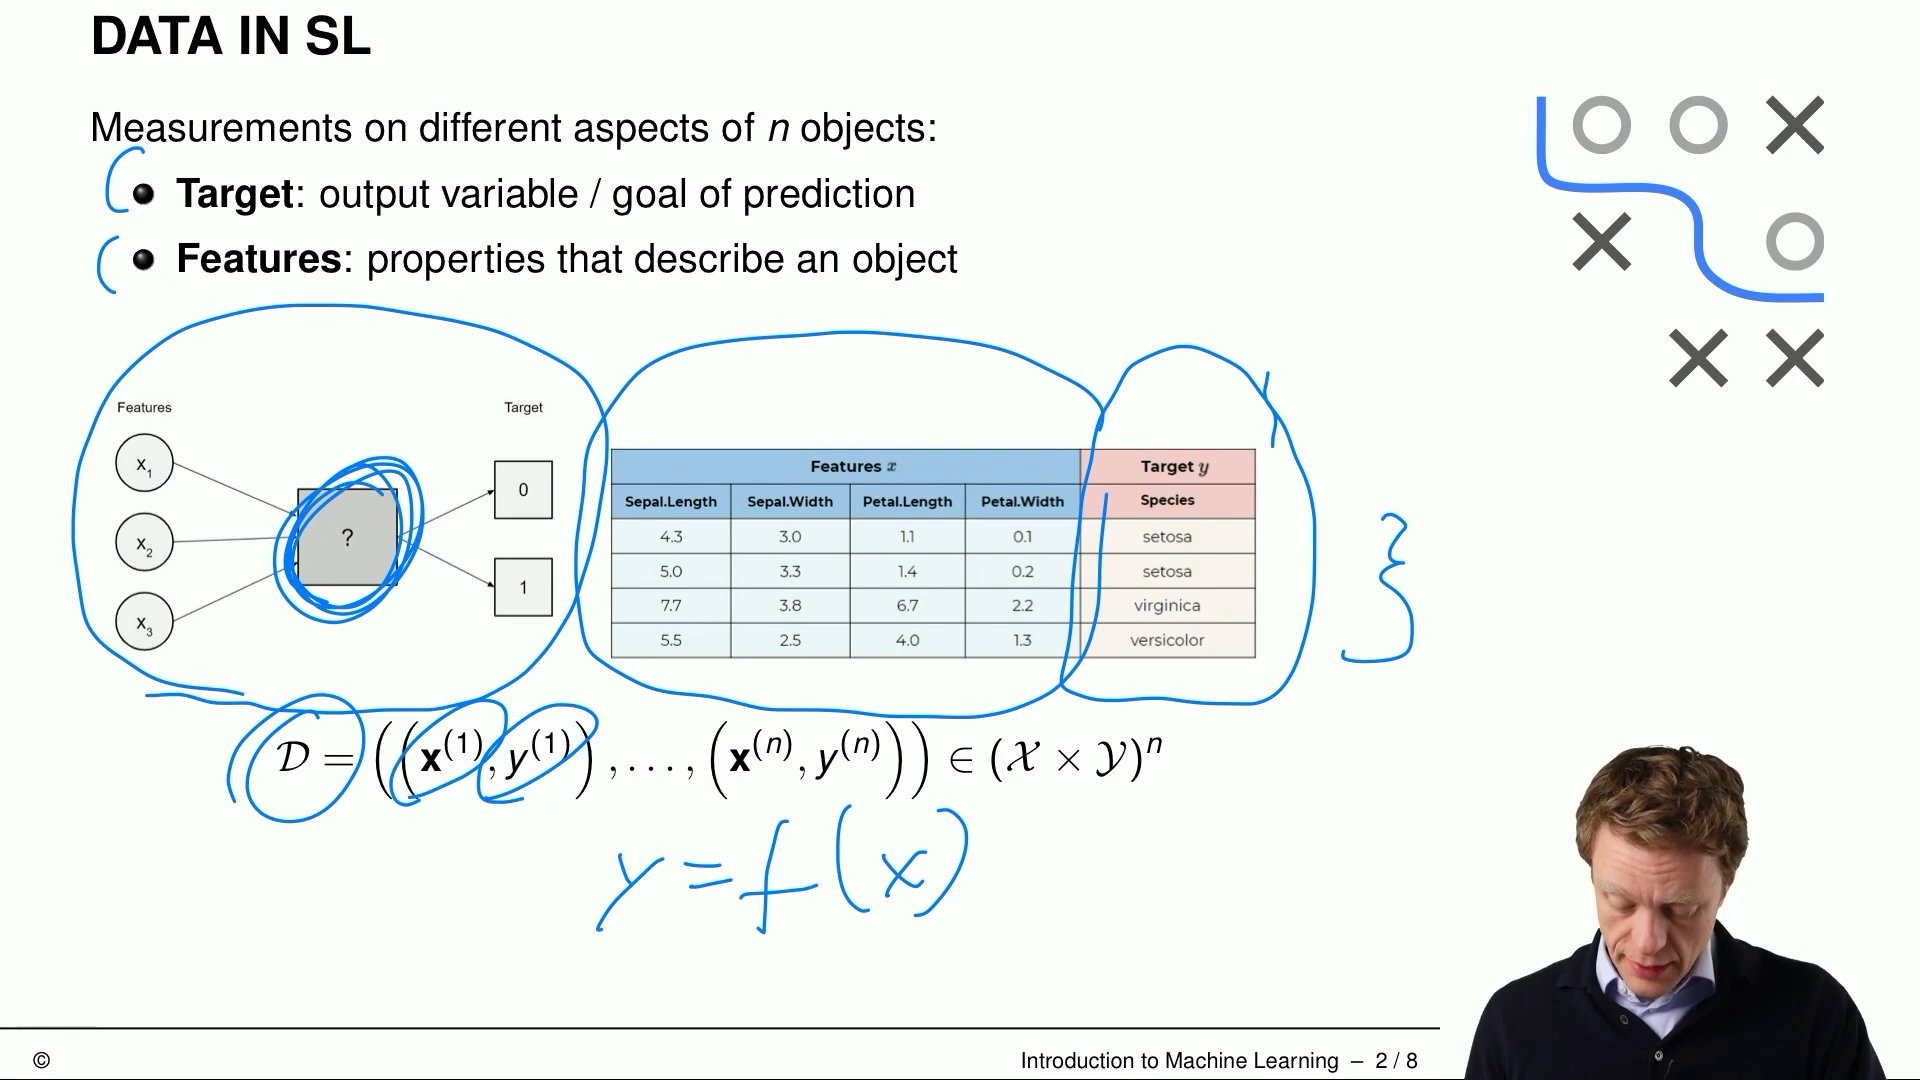 DATA IN SL
Measurements on different aspects of n objects:
Target: output variable / goal of prediction
Features: properties that describe an object
Features Target
x1
x2
x3
?
0
1
Features x Target y
Sepal.Length Sepal.Width Petal.Length Petal.Width Species
4.3 3.0 1.1 0.1 setosa
5.0 3.3 1.4 0.2 setosa
7.7 3.8 6.7 2.2 virginica
5.5 2.5 4.0 1.3 versicolor
𝒟 = ((x⁽¹⁾, y⁽¹⁾), . . . , (x⁽ⁿ⁾, y⁽ⁿ⁾)) ∈ (𝒳 × 𝒴)ⁿ
y = f(x)
© Introduction to Machine Learning – 2 / 8